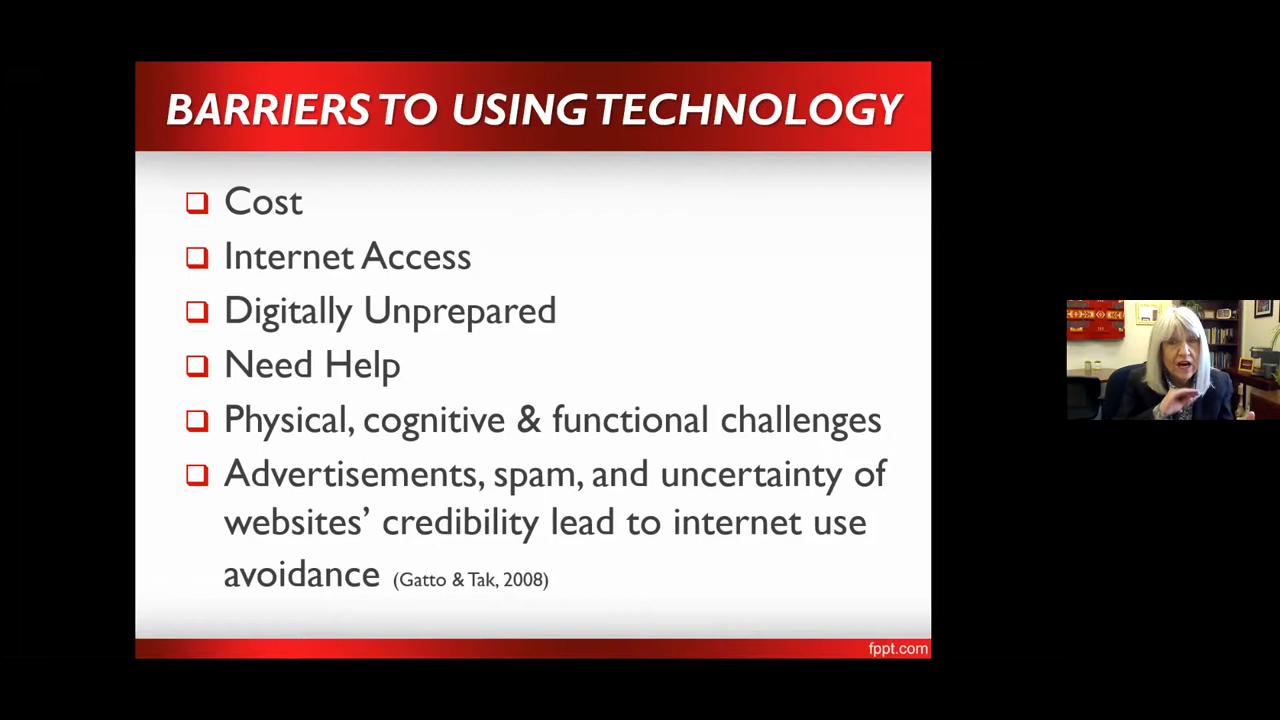 BARRIERS TO USING TECHNOLOGY
Cost
Internet Access
Digitally Unprepared
Need Help
Physical, cognitive & functional challenges
Advertisements, spam, and uncertainty of
websites’ credibility lead to internet use
avoidance (Gatto & Tak, 2008)
fppt.com